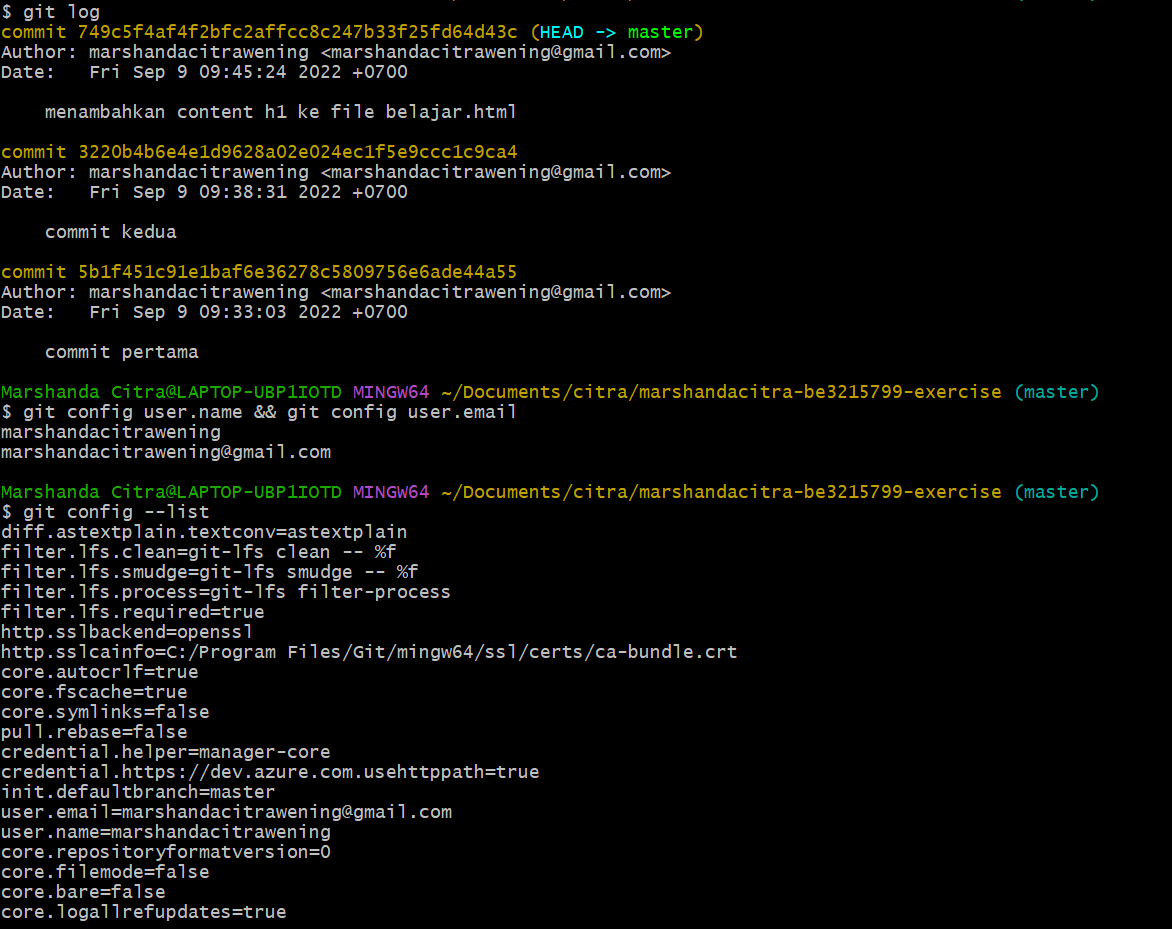 $ git log
commit 749c5f4af4f2bfc2affcc8c247b33f25fd64d43c (HEAD -> master)
Author: marshandacitrawening <marshandacitrawening@gmail.com>
Date:   Fri Sep 9 09:45:24 2022 +0700

    menambahkan content h1 ke file belajar.html

commit 3220b4b6e4e1d9628a02e024ec1f5e9ccc1c9ca4
Author: marshandacitrawening <marshandacitrawening@gmail.com>
Date:   Fri Sep 9 09:38:31 2022 +0700

    commit kedua

commit 5b1f451c91e1baf6e36278c5809756e6ade44a55
Author: marshandacitrawening <marshandacitrawening@gmail.com>
Date:   Fri Sep 9 09:33:03 2022 +0700

    commit pertama

Marshanda Citra@LAPTOP-UBP1IOTD MINGW64 ~/Documents/citra/marshandacitra-be3215799-exercise (master)
$ git config user.name && git config user.email
marshandacitrawening
marshandacitrawening@gmail.com

Marshanda Citra@LAPTOP-UBP1IOTD MINGW64 ~/Documents/citra/marshandacitra-be3215799-exercise (master)
$ git config --list
diff.astextplain.textconv=astextplain
filter.lfs.clean=git-lfs clean -- %f
filter.lfs.smudge=git-lfs smudge -- %f
filter.lfs.process=git-lfs filter-process
filter.lfs.required=true
http.sslbackend=openssl
http.sslcainfo=C:/Program Files/Git/mingw64/ssl/certs/ca-bundle.crt
core.autocrlf=true
core.fscache=true
core.symlinks=false
pull.rebase=false
credential.helper=manager-core
credential.https://dev.azure.com.usehttppath=true
init.defaultbranch=master
user.email=marshandacitrawening@gmail.com
user.name=marshandacitrawening
core.repositoryformatversion=0
core.filemode=false
core.bare=false
core.logallrefupdates=true